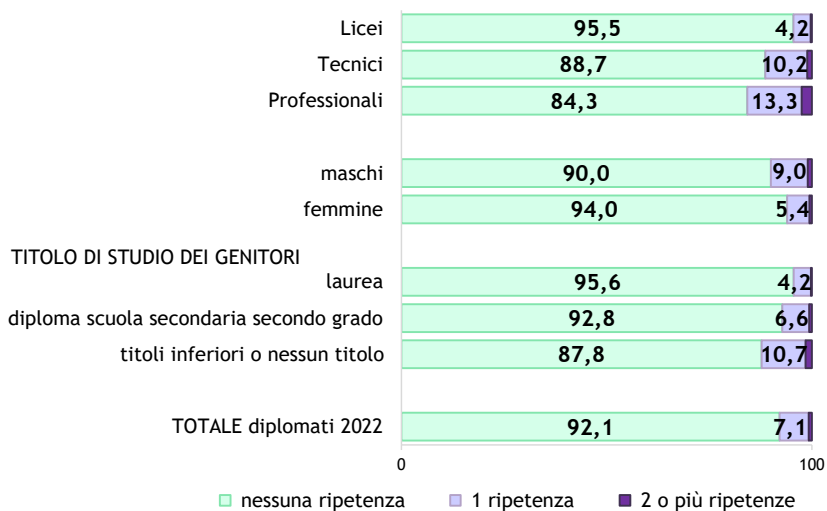 Licei 95,5 4,2
Tecnici 88,7 10,2
Professionali 84,3 13,3
maschi 90,0 9,0
femmine 94,0 5,4
TITOLO DI STUDIO DEI GENITORI
laurea 95,6 4,2
diploma scuola secondaria secondo grado 92,8 6,6
titoli inferiori o nessun titolo 87,8 10,7
TOTALE diplomati 2022 92,1 7,1
0 100
nessuna ripetenza 1 ripetenza 2 o più ripetenze